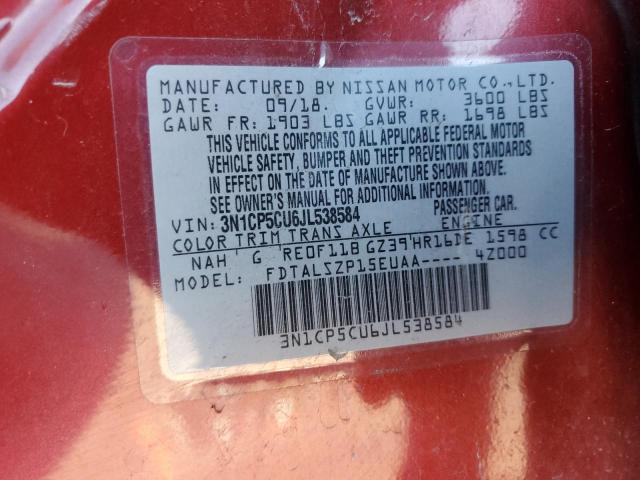 MANUFACTURED BY NISSAN MOTOR CO.,LTD.
DATE: 09/18. GVWR: 3600 LBS
GAWR FR: 1903 LBS GAWR RR: 1698 LBS
THIS VEHICLE CONFORMS TO ALL APPLICABLE FEDERAL MOTOR
VEHICLE SAFETY, BUMPER AND THEFT PREVENTION STANDARDS
IN EFFECT ON THE DATE OF MANUFACTURE SHOWN ABOVE.
SEE OWNER'S MANUAL FOR ADDITIONAL INFORMATION.
VIN: 3N1CP5CU6JL538584 PASSENGER CAR.
COLOR TRIM TRANS AXLE ENGINE
NAH G RE0F11B GZ39 HR16DE 1598 CC
MODEL: FDTALSZP15EUAA---- 4Z000
3N1CP5CU6JL538584